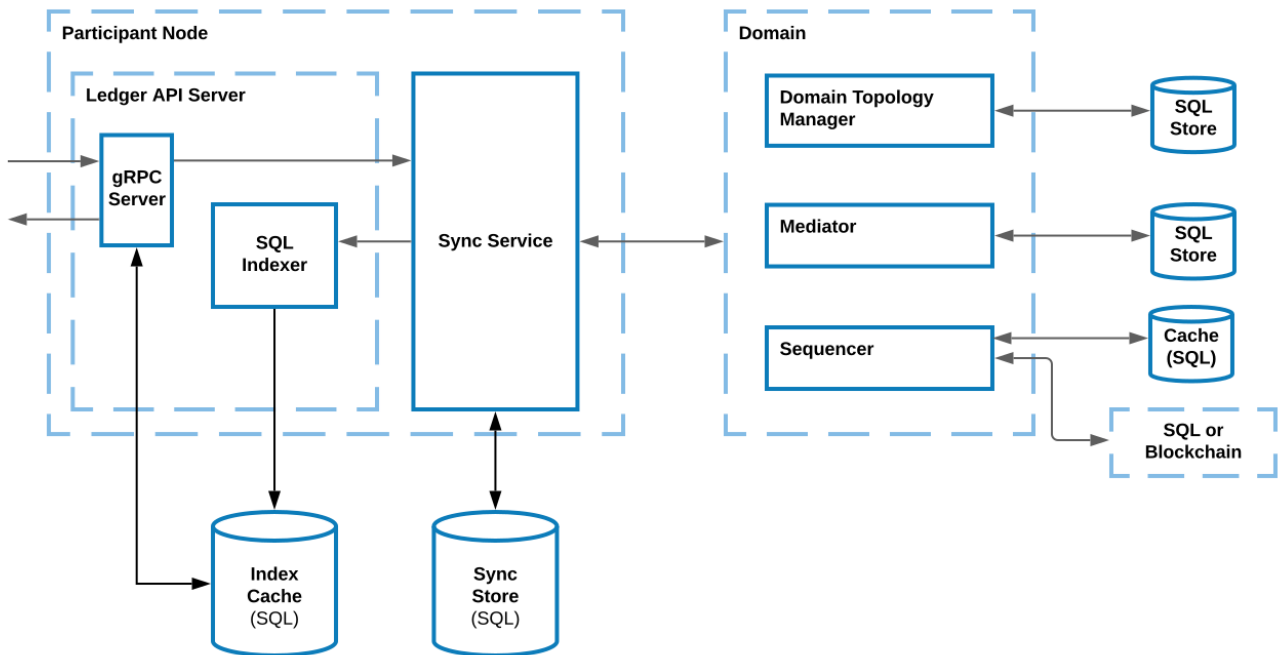 Participant Node
Ledger API Server
gRPC
Server
SQL
Indexer
Sync Service
Index
Cache
(SQL)
Sync
Store
(SQL)
Domain
Domain Topology
Manager
Mediator
Sequencer
SQL
Store
SQL
Store
Cache
(SQL)
SQL or
Blockchain